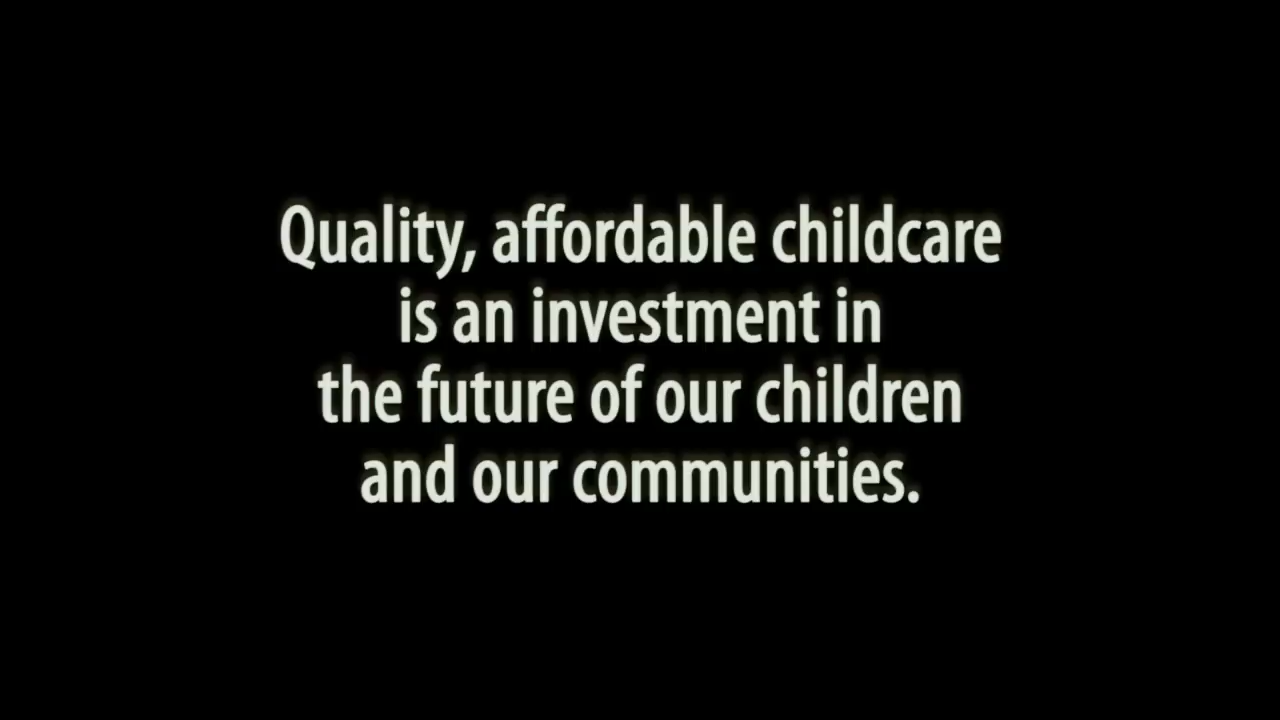 Quality, affordable childcare
is an investment in
the future of our children
and our communities.